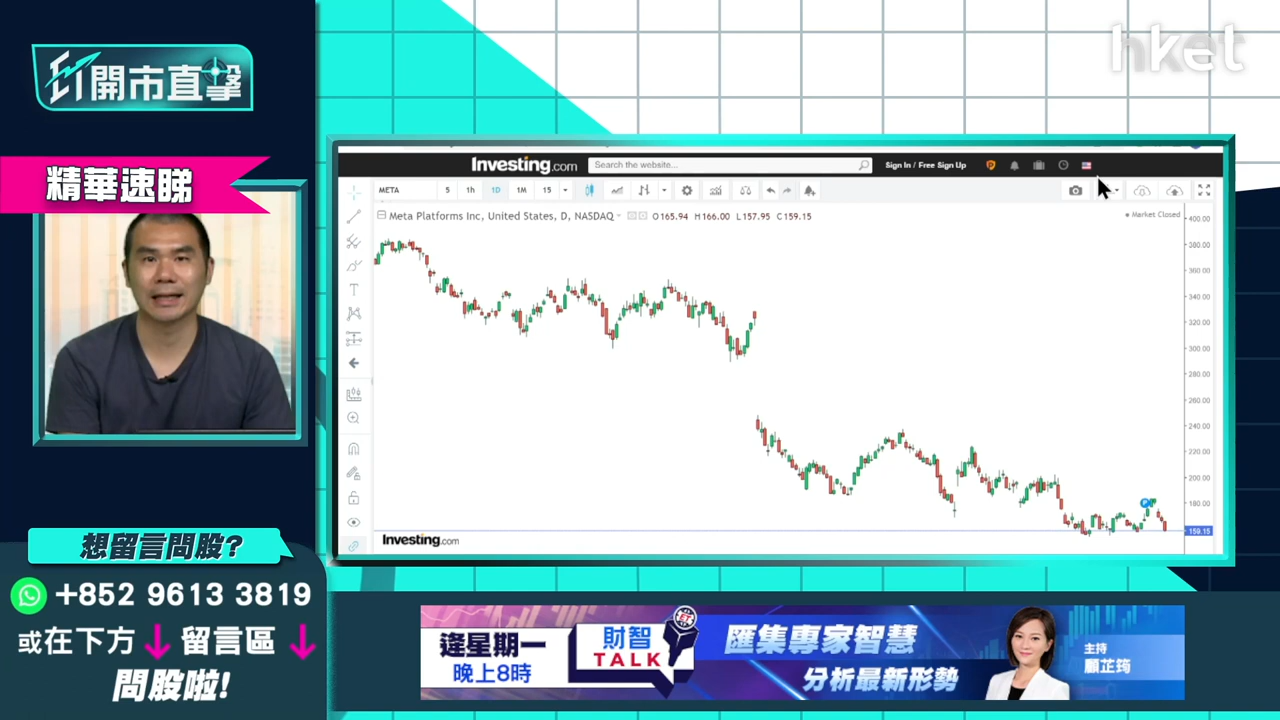 hket
ET開市直擊
精華速睇
Investing.com
Search the website...
Sign In / Free Sign Up
META
5
1h
1D
1M
15
Meta Platforms Inc, United States, D, NASDAQ
O165.94 H166.00 L157.95 C159.15
Market Closed
400.00
380.00
360.00
340.00
320.00
300.00
280.00
260.00
240.00
220.00
200.00
180.00
159.15
P
Investing.com
想留言問股?
+852 9613 3819
或在下方
留言區
問股啦!
逢星期一
晚上8時
財智
TALK
匯集專家智慧
分析最新形勢
主持
顧芷筠